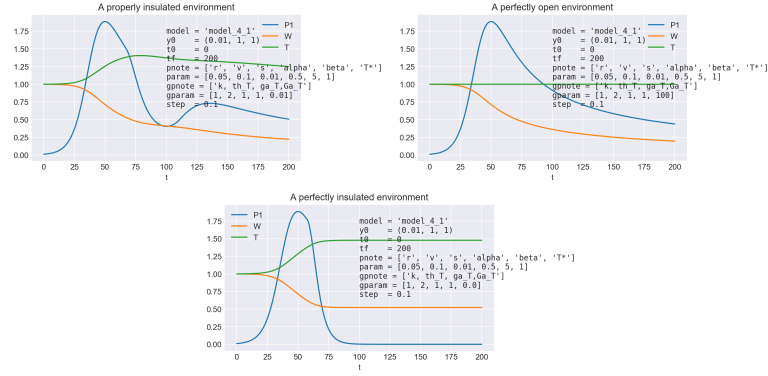 A properly insulated environment
1.75
1.50
1.25
1.00
0.75
0.50
0.25
0.00
0
25
50
75
100
125
150
175
200
t
P1
W
T
model = 'model_4_1'
y0    = (0.01, 1, 1)
t0    = 0
tf    = 200
pnote = ['r', 'v', 's', 'alpha', 'beta', 'T*']
param = [0.05, 0.1, 0.01, 0.5, 5, 1]
gpnote = ['k, th_T, ga_T,Ga_T']
gparam = [1, 2, 1, 1, 0.01]
step  = 0.1
A perfectly open environment
1.75
1.50
1.25
1.00
0.75
0.50
0.25
0.00
0
25
50
75
100
125
150
175
200
t
P1
W
T
model = 'model_4_1'
y0    = (0.01, 1, 1)
t0    = 0
tf    = 200
pnote = ['r', 'v', 's', 'alpha', 'beta', 'T*']
param = [0.05, 0.1, 0.01, 0.5, 5, 1]
gpnote = ['k, th_T, ga_T,Ga_T']
gparam = [1, 2, 1, 1, 100]
step  = 0.1
A perfectly insulated environment
1.75
1.50
1.25
1.00
0.75
0.50
0.25
0.00
0
25
50
75
100
125
150
175
200
t
P1
W
T
model = 'model_4_1'
y0    = (0.01, 1, 1)
t0    = 0
tf    = 200
pnote = ['r', 'v', 's', 'alpha', 'beta', 'T*']
param = [0.05, 0.1, 0.01, 0.5, 5, 1]
gpnote = ['k, th_T, ga_T,Ga_T']
gparam = [1, 2, 1, 1, 0.0]
step  = 0.1